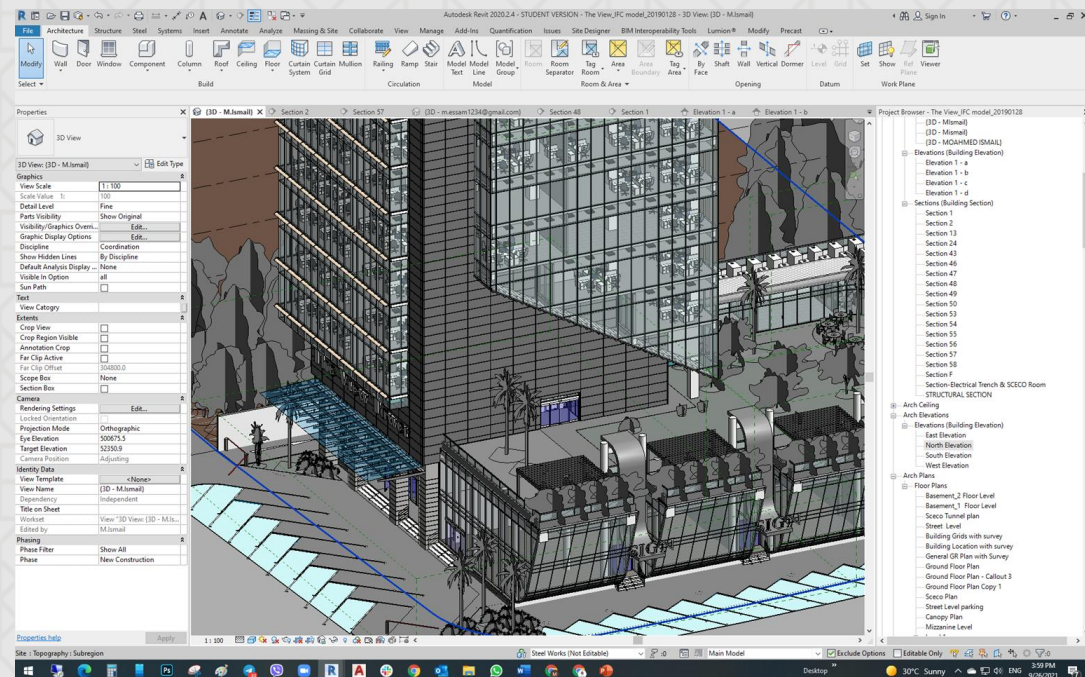 Autodesk Revit 2020.2.4 - STUDENT VERSION - The View_IFC model_20190128 - 3D View: {3D - M.Ismail}
Sign In
File Architecture Structure Steel Systems Insert Annotate Analyze Massing & Site Collaborate View Manage Add-Ins Quantification Issues Site Designer BIM Interoperability Tools Lumion® Modify Precast
Modify Wall Door Window Component Column Roof Ceiling Floor Curtain System Curtain Grid Mullion Railing Ramp Stair Model Text Model Line Model Group Room Room Separator Tag Room Area Area Boundary Tag Area By Face Shaft Wall Vertical Dormer Level Grid Set Show Ref Plane Viewer
Select Build Circulation Model Room & Area Opening Datum Work Plane
Properties
{3D - M.Ismail} Section 2 Section 57 {3D - m.essam1234@gmail.com} Section 48 Section 1 Elevation 1 - a Elevation 1 - b
Project Browser - The View_IFC model_20190128
3D View
3D View: {3D - M.Ismail} Edit Type
Graphics
View Scale 1 : 100
Scale Value 1: 100
Detail Level Fine
Parts Visibility Show Original
Visibility/Graphics Overri... Edit...
Graphic Display Options Edit...
Discipline Coordination
Show Hidden Lines By Discipline
Default Analysis Display ... None
Visible In Option all
Sun Path
Text
View Catogry
Extents
Crop View
Crop Region Visible
Annotation Crop
Far Clip Active
Far Clip Offset 304800.0
Scope Box None
Section Box
Camera
Rendering Settings Edit...
Locked Orientation
Projection Mode Orthographic
Eye Elevation 500675.5
Target Elevation 52350.9
Camera Position Adjusting
Identity Data
View Template <None>
View Name {3D - M.Ismail}
Dependency Independent
Title on Sheet
Workset View "3D View: {3D - M.Is...
Edited by M.Ismail
Phasing
Phase Filter Show All
Phase New Construction
Properties help Apply
{3D - MIsmail}
{3D - Mismail}
{3D - MOAHMED ISMAIL}
Elevations (Building Elevation)
Elevation 1 - a
Elevation 1 - b
Elevation 1 - c
Elevation 1 - d
Sections (Building Section)
Section 1
Section 2
Section 13
Section 24
Section 43
Section 46
Section 47
Section 48
Section 49
Section 50
Section 53
Section 54
Section 55
Section 56
Section 57
Section 58
Section F
Section-Electrical Trench & SCECO Room
STRUCTURAL SECTION
Arch Ceiling
Arch Elevations
Elevations (Building Elevation)
East Elevation
North Elevation
South Elevation
West Elevation
Arch Plans
Floor Plans
Basement_2 Floor Level
Basement_1 Floor Level
Sceco Tunnel plan
Street Level
Building Grids with survey
Building Location with survey
General GR Plan with Survey
Ground Floor Plan
Ground Floor Plan - Callout 3
Ground Floor Plan Copy 1
Sceco Plan
Street Level parking
Canopy Plan
Mizzanine Level
1 : 100
Site : Topography : Subregion
Steel Works (Not Editable) :0 Main Model Exclude Options Editable Only :0
Desktop 30°C Sunny ENG 3:59 PM
9/26/2021